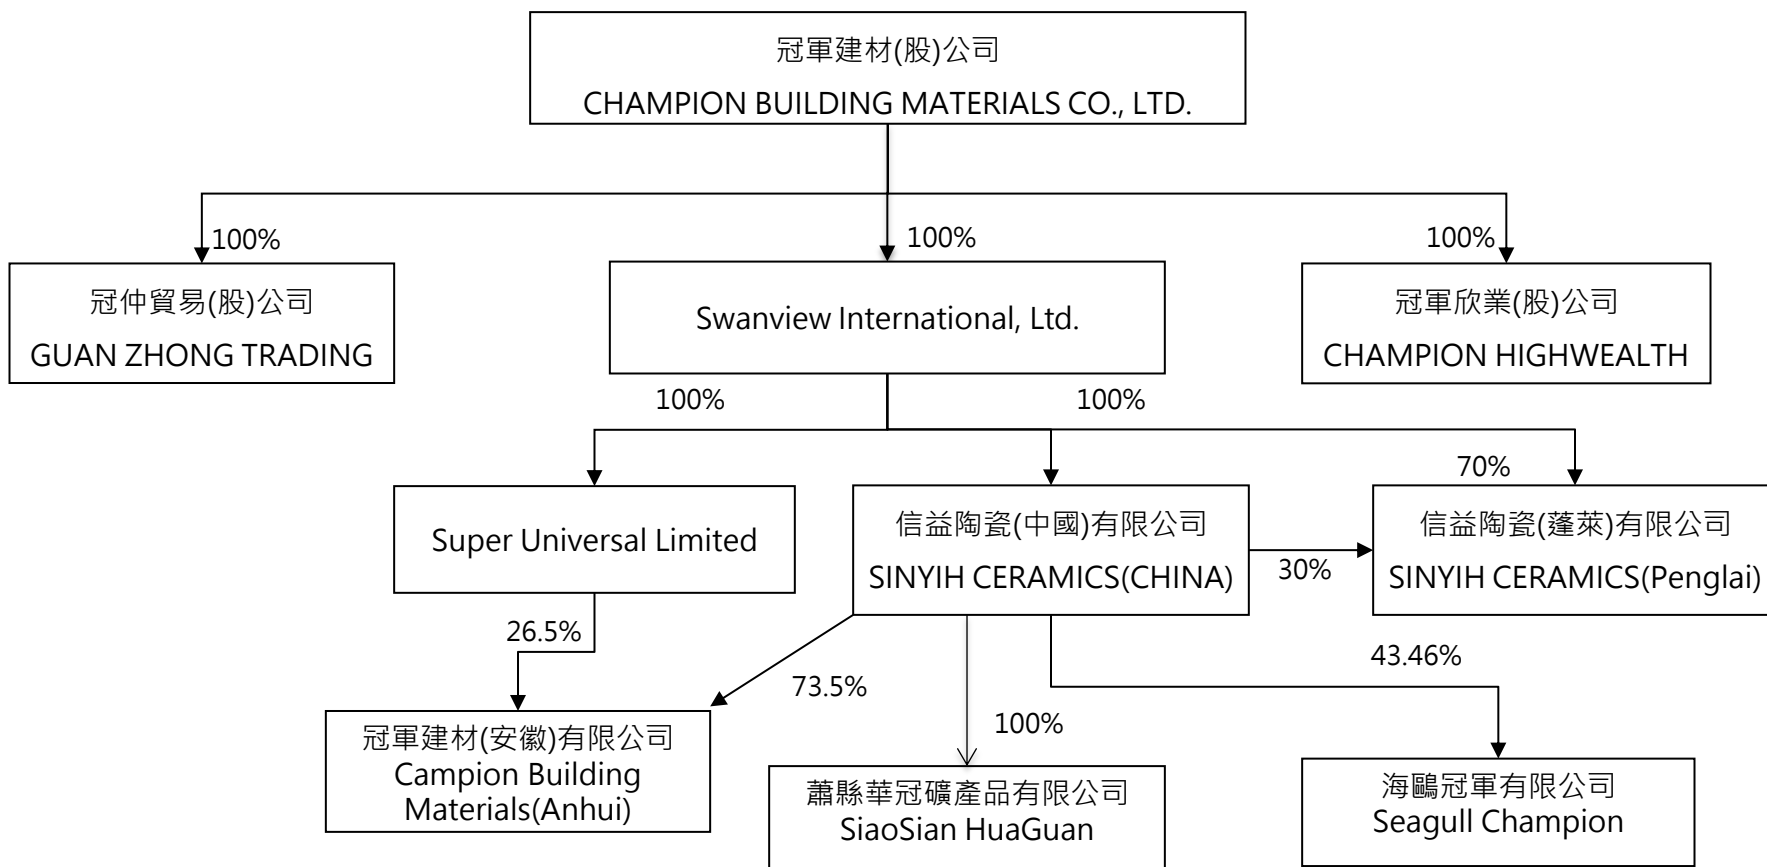 冠軍建材(股)公司
CHAMPION BUILDING MATERIALS CO., LTD.
100%
100%
100%
冠仲貿易(股)公司
GUAN ZHONG TRADING
Swanview International, Ltd.
冠軍欣業(股)公司
CHAMPION HIGHWEALTH
100%
100%
70%
Super Universal Limited
信益陶瓷(中國)有限公司
SINYIH CERAMICS(CHINA)
30%
信益陶瓷(蓬萊)有限公司
SINYIH CERAMICS(Penglai)
26.5%
73.5%
100%
43.46%
冠軍建材(安徽)有限公司
Campion Building
Materials(Anhui)
蕭縣華冠礦產品有限公司
SiaoSian HuaGuan
海鷗冠軍有限公司
Seagull Champion